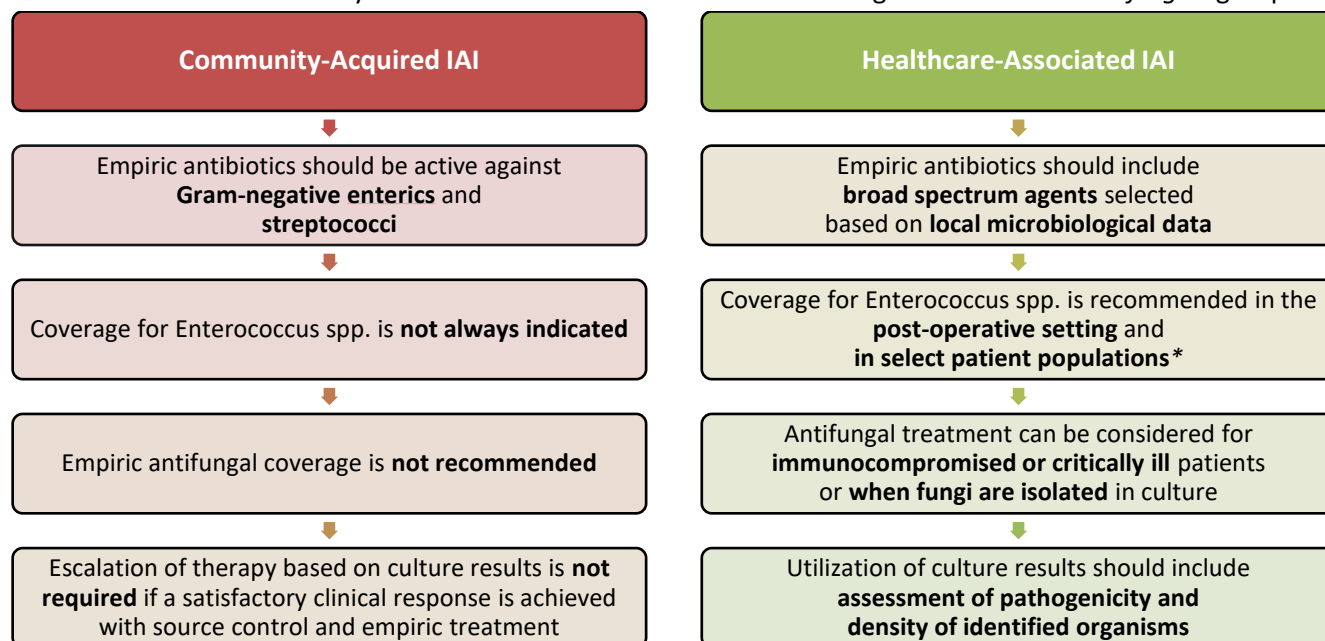 Community-Acquired IAI
Empiric antibiotics should be active against
Gram-negative enterics and
streptococci
Coverage for Enterococcus spp. is not always indicated
Empiric antifungal coverage is not recommended
Escalation of therapy based on culture results is not
required if a satisfactory clinical response is achieved
with source control and empiric treatment
Healthcare-Associated IAI
Empiric antibiotics should include
broad spectrum agents selected
based on local microbiological data
Coverage for Enterococcus spp. is recommended in the
post-operative setting and
in select patient populations*
Antifungal treatment can be considered for
immunocompromised or critically ill patients
or when fungi are isolated in culture
Utilization of culture results should include
assessment of pathogenicity and
density of identified organisms